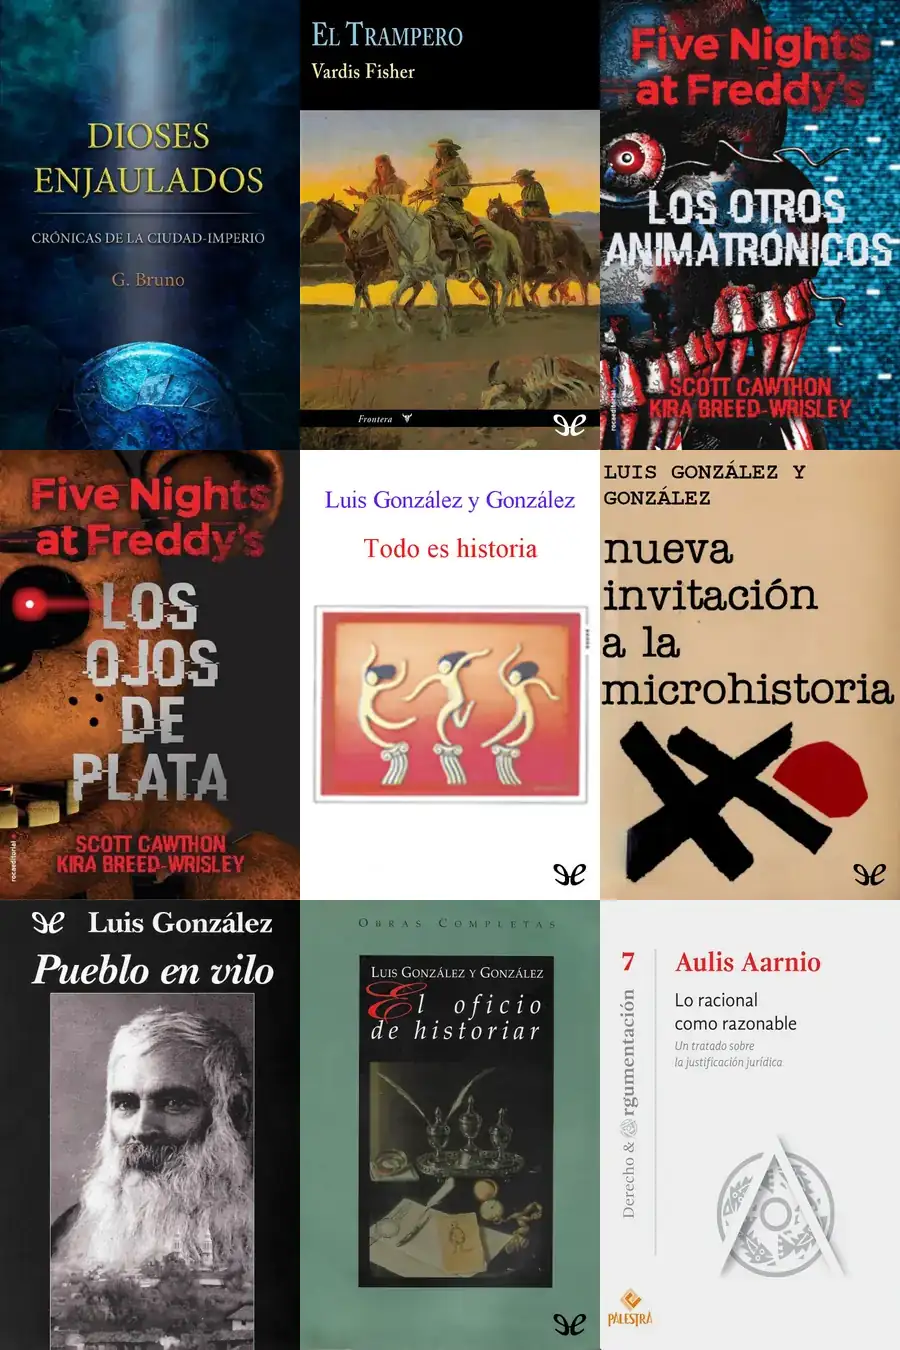 DIOSES
ENJAULADOS
CRÓNICAS DE LA CIUDAD-IMPERIO
G. Bruno
El Trampero
Vardis Fisher
Frontera
Five Nights
at Freddy's
LOS OTROS
ANIMATRÓNICOS
SCOTT CAWTHON
KIRA BREED-WRISLEY
rocaeditorial
Five Nights
at Freddy's
LOS
OJOS
DE
PLATA
SCOTT CAWTHON
KIRA BREED-WRISLEY
rocaeditorial
Luis González y González
Todo es historia
LUIS GONZÁLEZ Y
GONZÁLEZ
nueva
invitación
a la
microhistoria
Luis González
Pueblo en vilo
OBRAS COMPLETAS
LUIS GONZÁLEZ Y GONZÁLEZ
El oficio
de historiar
7
Aulis Aarnio
Lo racional
como razonable
Un tratado sobre
la justificación jurídica
Derecho & Argumentación
PALESTRA